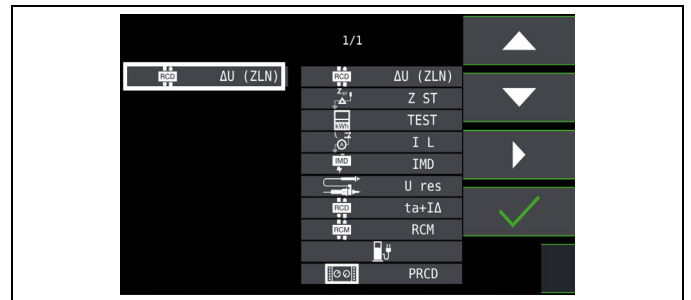 1/1
RCD ΔU (ZLN)
RCD ΔU (ZLN)
ZST Z ST
kWh TEST
A I L
IMD IMD
U res
RCD ta+IΔ
RCM RCM
PRCD